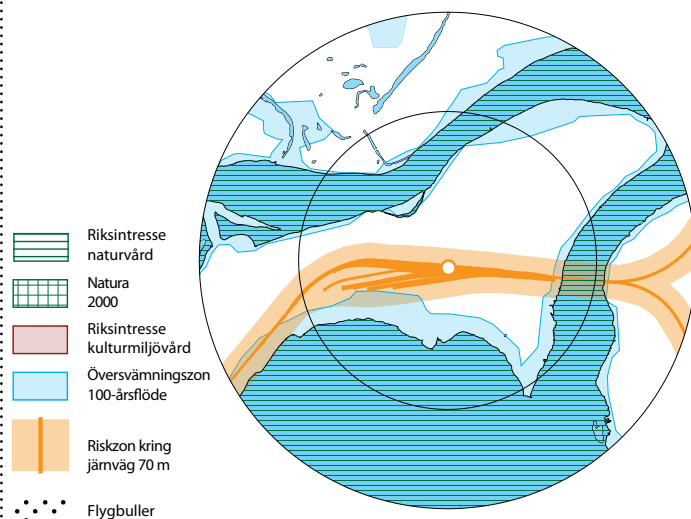 Riksintresse
naturvård
Natura
2000
Riksintresse
kulturmiljövård
Översvämningszon
100-årsflöde
Riskzon kring
järnväg 70 m
Flygbuller